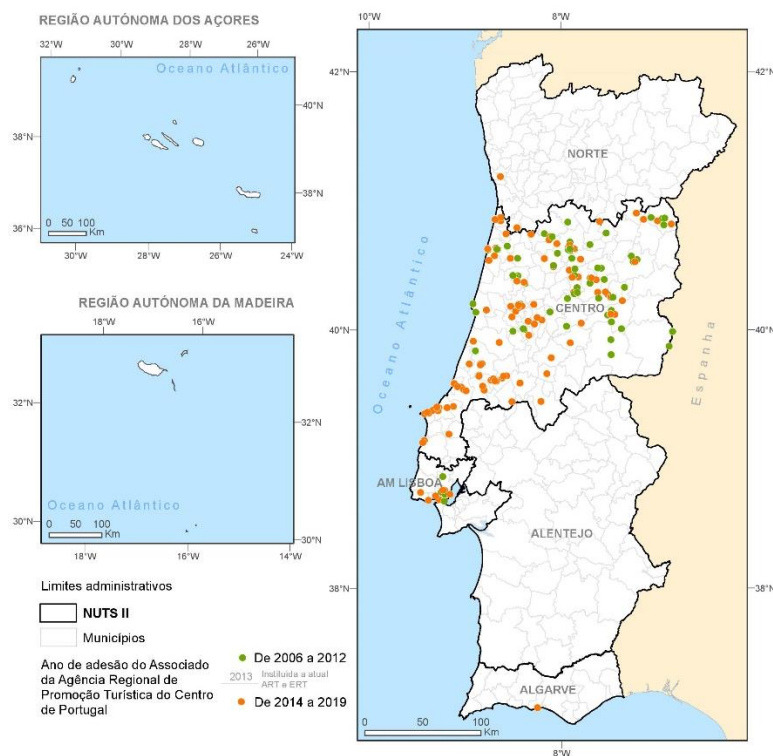 REGIÃO AUTÓNOMA DOS AÇORES
32°W 30°W 28°W 26°W
Oceano Atlântico
40°N
38°N
38°N
36°N
0 50 100
Km
28°W 26°W 24°W
REGIÃO AUTÓNOMA DA MADEIRA
18°W 16°W
32°N
32°N
Oceano Atlântico
30°N
30°N
0 50 100
Km
18°W 16°W 14°W
Limites administrativos
NUTS II
Municípios
Ano de adesão do Associado
da Agência Regional de
Promoção Turística do Centro
de Portugal
De 2006 a 2012
2013 Instituída a atual
ART e ERT
De 2014 a 2019
10°W 8°W
42°N 42°N
NORTE
Oceano Atlântico
CENTRO
40°N 40°N
Espanha
AM LISBOA
ALENTEJO
38°N 38°N
ALGARVE
0 50 100
Km
8°W